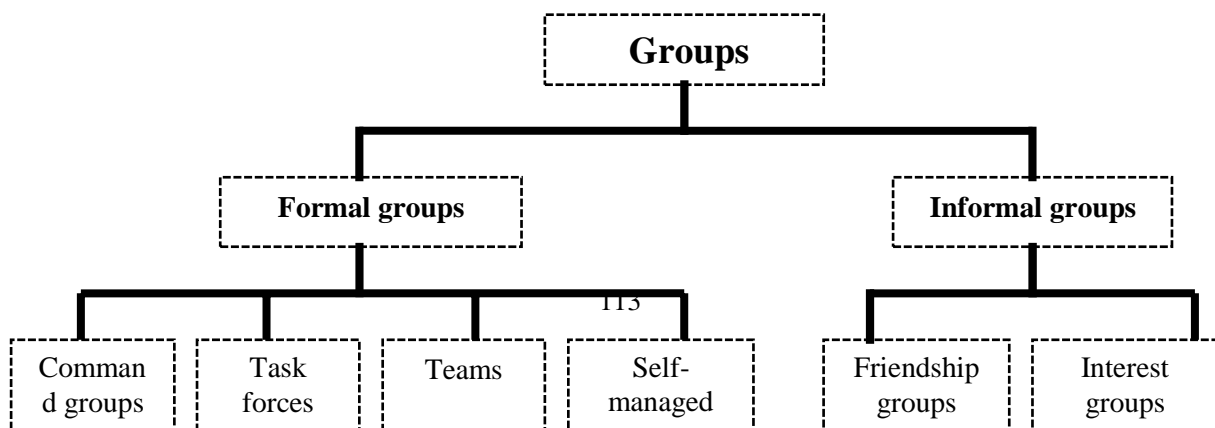 Groups
Formal groups
Informal groups
113
Comman
d groups
Task
forces
Teams
Self-
managed
Friendship
groups
Interest
groups